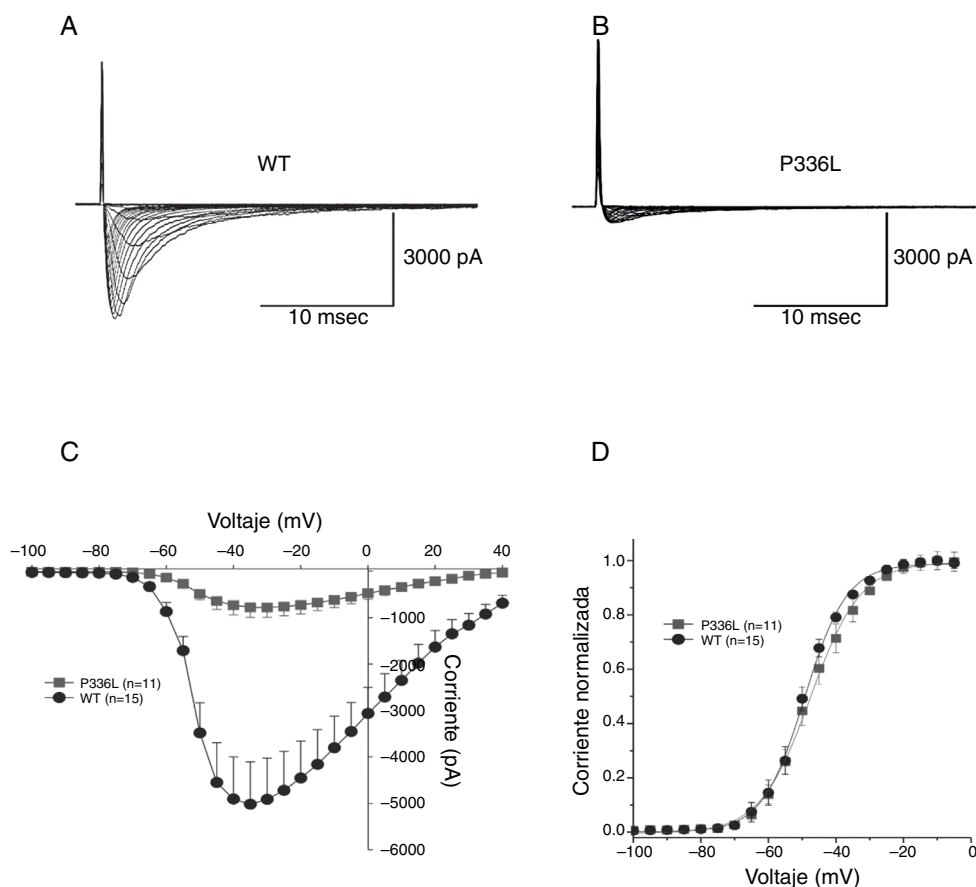 A
B
WT
P336L
3000 pA
3000 pA
10 msec
10 msec
C
D
Voltaje (mV)
–100 –80 –60 –40 –20 0 20 40
–1000
–2000
–3000
–4000
–5000
–6000
Corriente (pA)
P336L (n=11)
WT (n=15)
Corriente normalizada
1.0
0.8
0.6
0.4
0.2
0.0
P336L (n=11)
WT (n=15)
–100 –80 –60 –40 –20 0
Voltaje (mV)